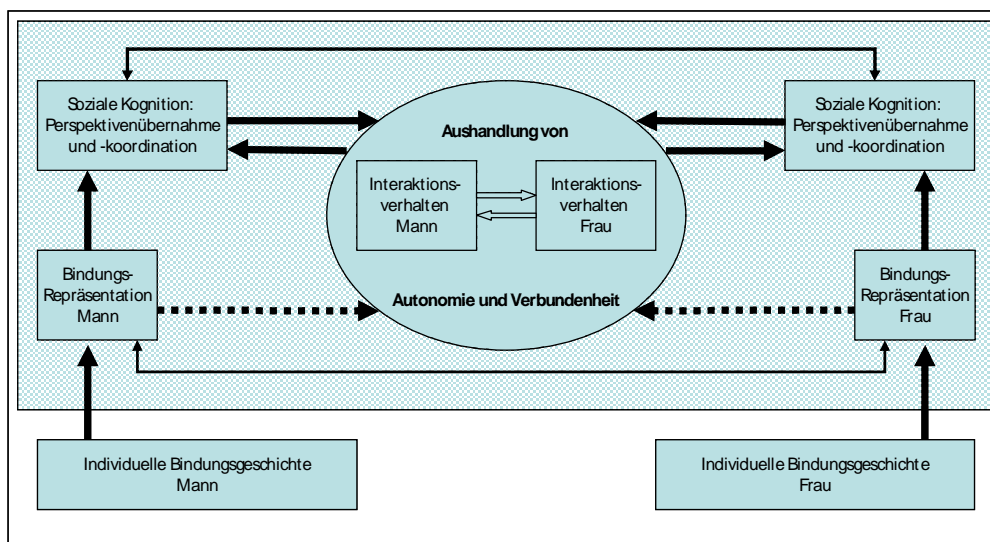 Soziale Kognition:
Perspektivenübernahme
und -koordination
Soziale Kognition:
Perspektivenübernahme
und -koordination
Aushandlung von
Interaktions-
verhalten
Mann
Interaktions-
verhalten
Frau
Autonomie und Verbundenheit
Bindungs-
Repräsentation
Mann
Bindungs-
Repräsentation
Frau
Individuelle Bindungsgeschichte
Mann
Individuelle Bindungsgeschichte
Frau